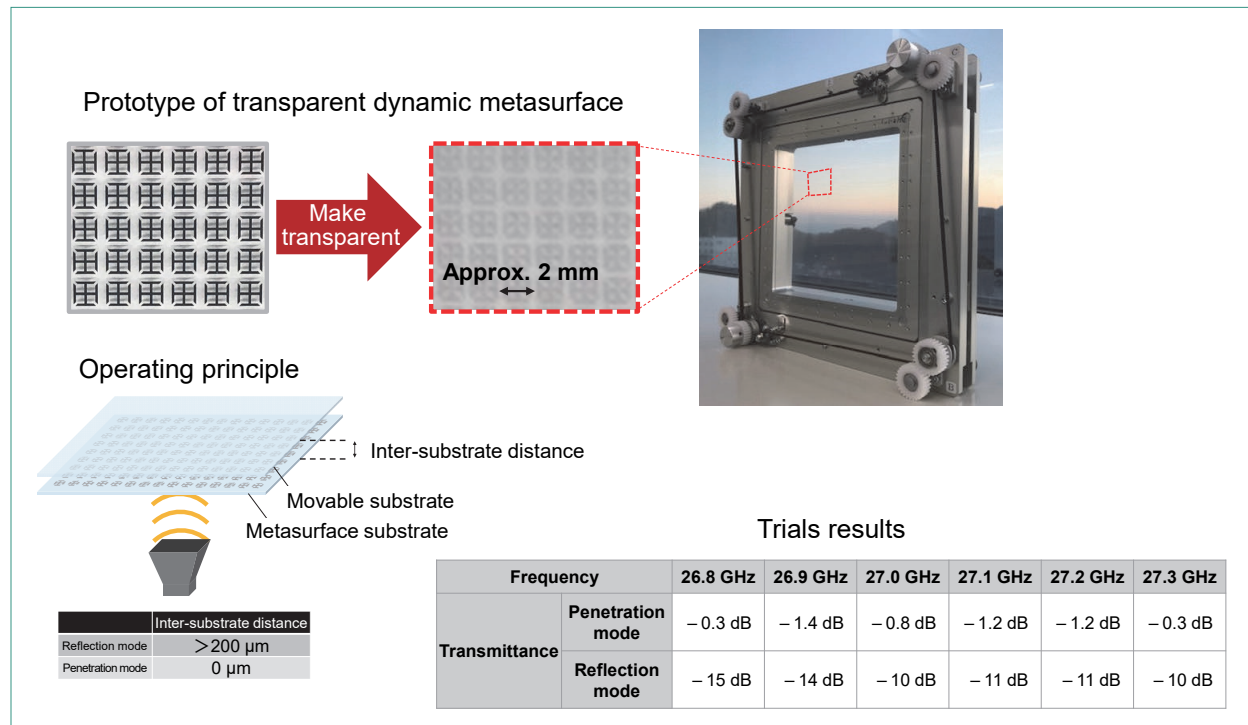 Prototype of transparent dynamic metasurface
Make
transparent
Approx. 2 mm
C
B
Operating principle
Inter-substrate distance
Movable substrate
Metasurface substrate
Inter-substrate distance
Reflection mode >200 µm
Penetration mode 0 µm
Trials results
Frequency 26.8 GHz 26.9 GHz 27.0 GHz 27.1 GHz 27.2 GHz 27.3 GHz
Transmittance
Penetration
mode
– 0.3 dB – 1.4 dB – 0.8 dB – 1.2 dB – 1.2 dB – 0.3 dB
Reflection
mode
– 15 dB – 14 dB – 10 dB – 11 dB – 11 dB – 10 dB